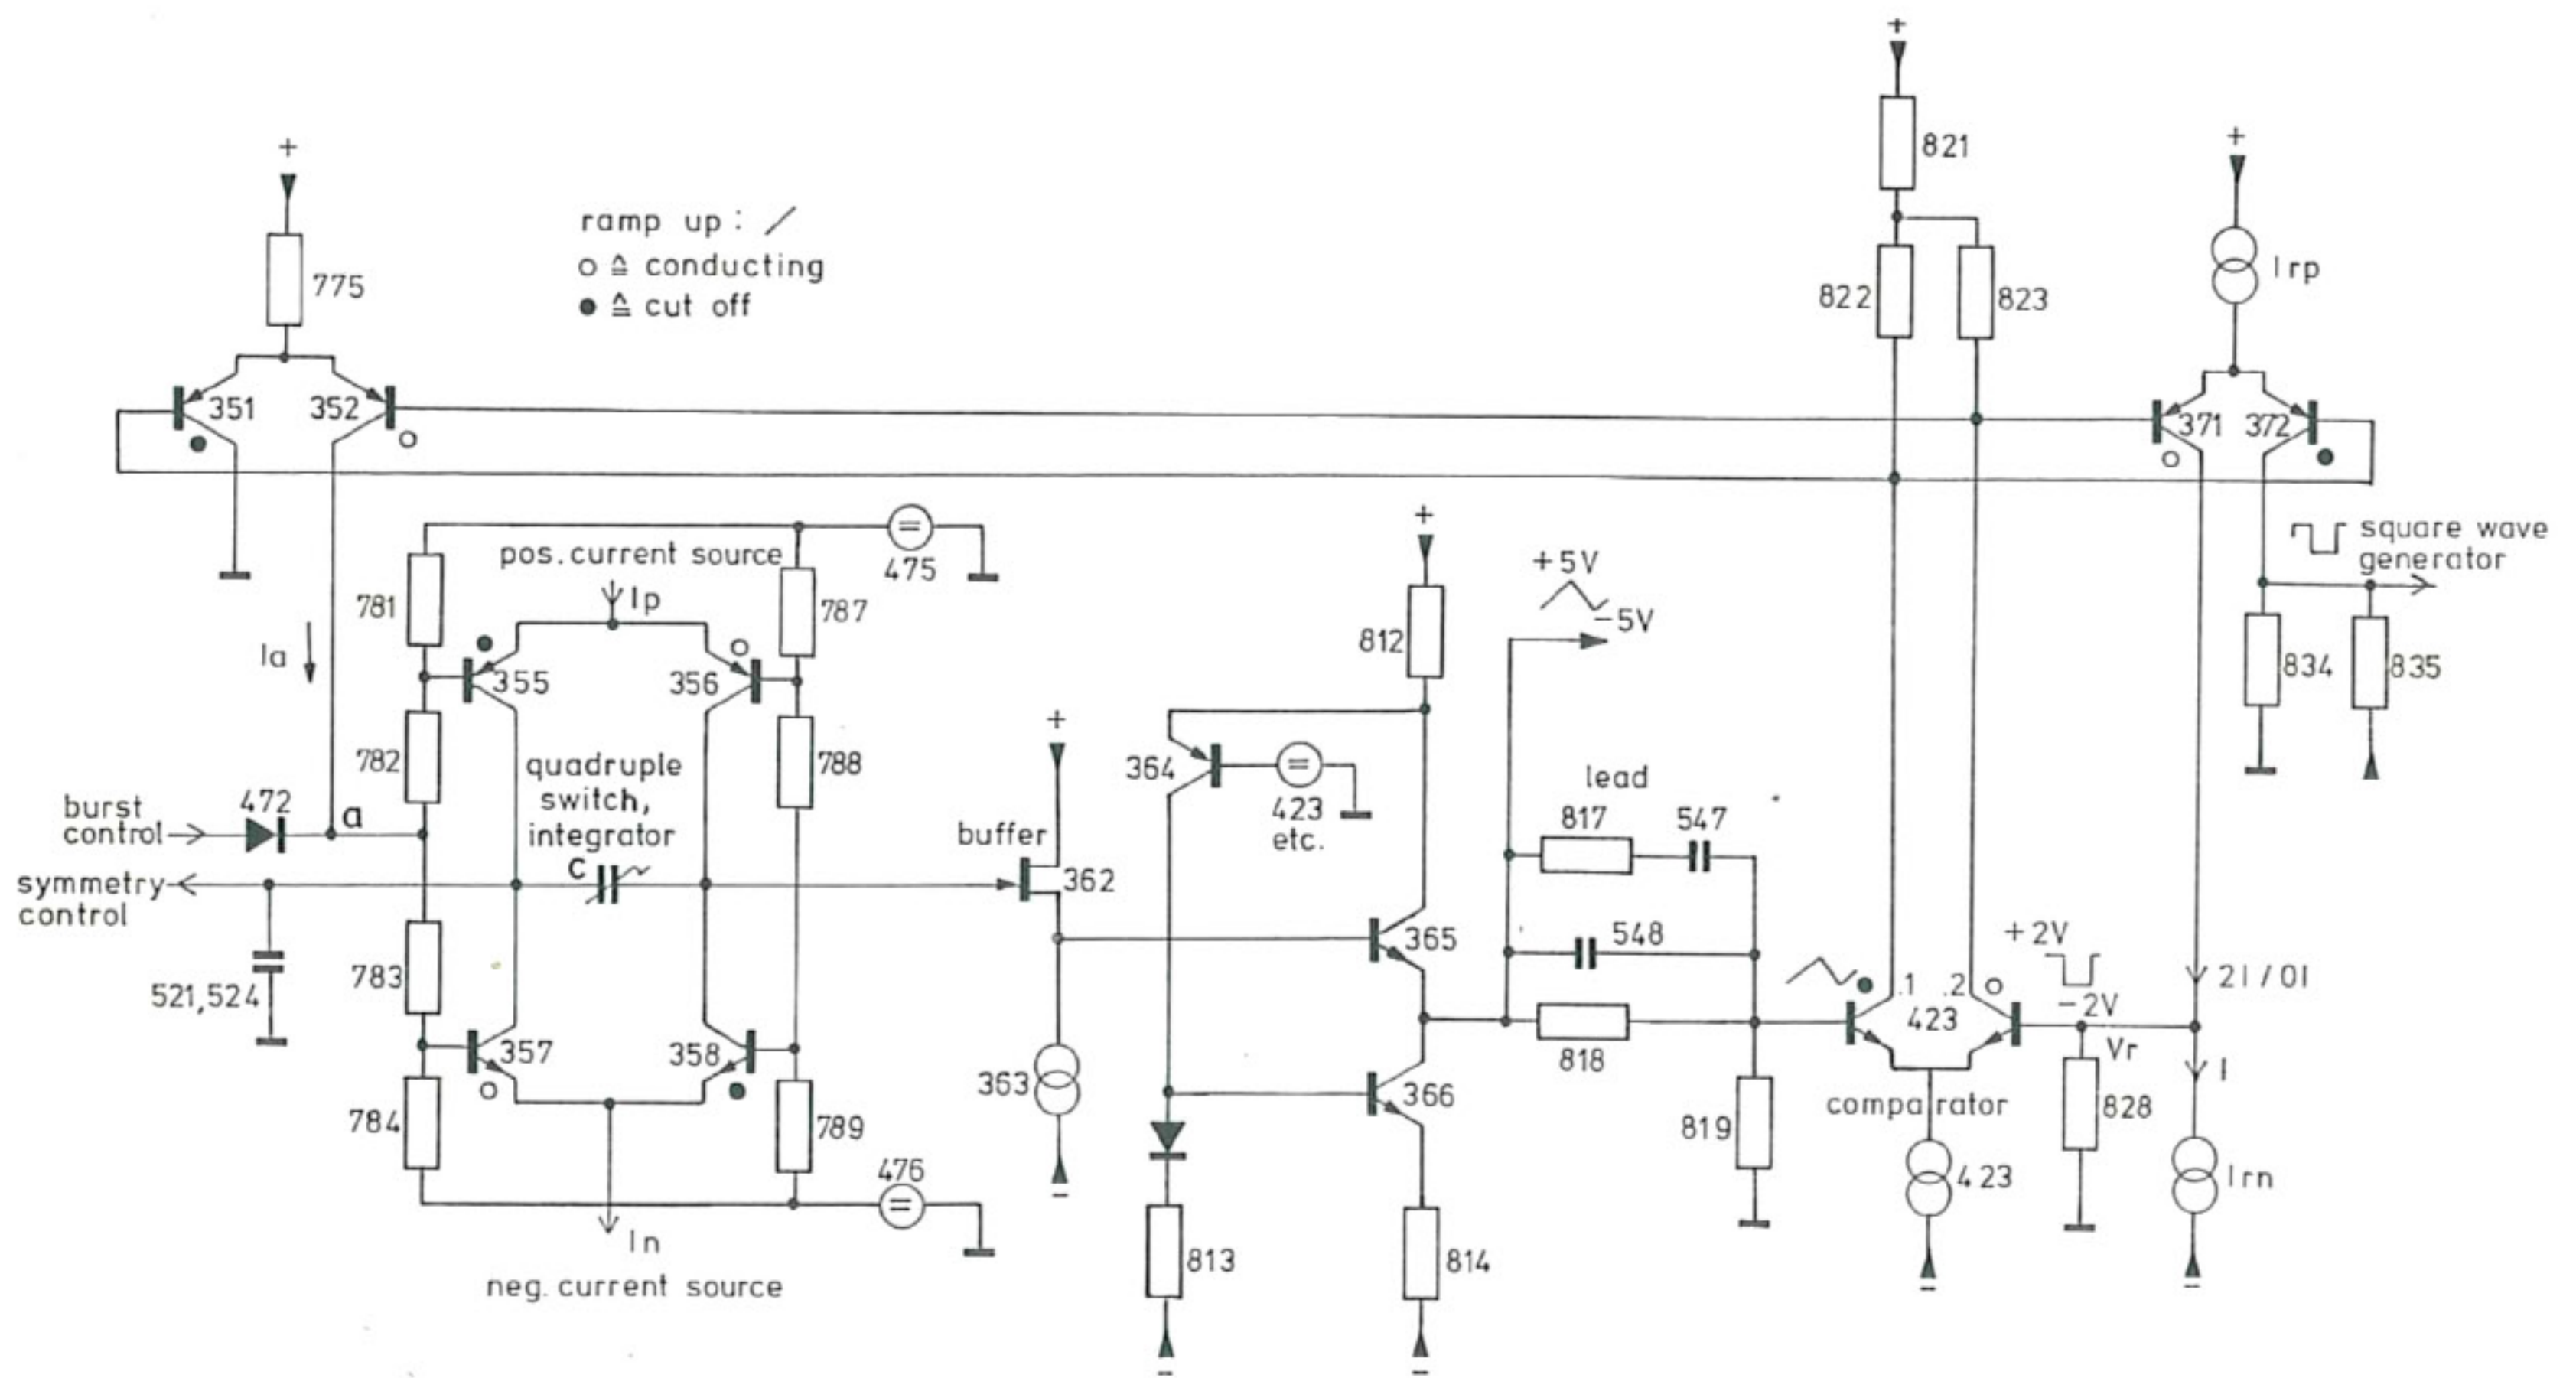 +
821
+
Irp
822
823
+
775
ramp up : /
o ≙ conducting
● ≙ cut off
351
352
371
372
square wave
generator
834
835
475
pos. current source
Ip
781
787
355
356
Ia
782
788
quadruple
switch,
integrator
C
burst
control
472
a
symmetry
control
521,524
783
357
358
784
789
476
In
neg. current source
+
buffer
362
363
-
+
812
364
423
etc.
365
366
813
814
-
-
+5V
-5V
lead
817
547
548
818
819
.1
.2
423
comparator
423
-
+2V
-2V
Vr
828
2I/0I
I
Irn
-